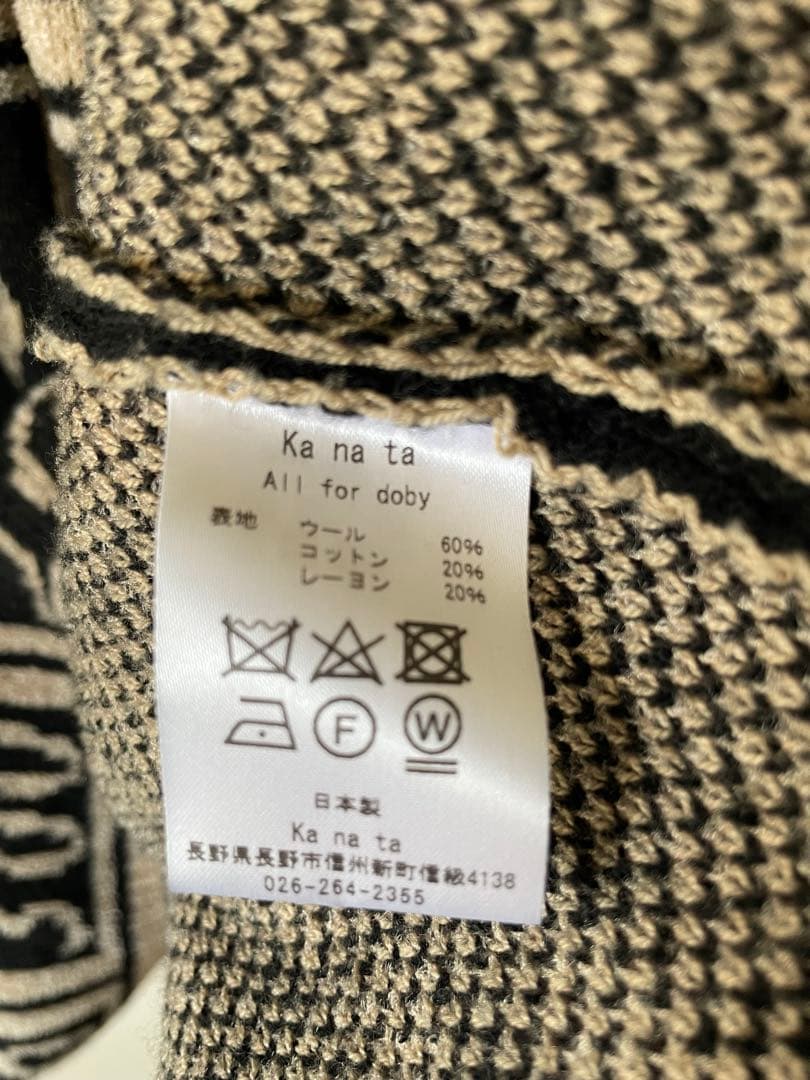 Ka na ta
All for doby
表地 ウール 60%
コットン 20%
レーヨン 20%
F W
日本製
Ka na ta
長野県長野市信州新町信級4138
026-264-2355